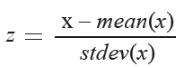 z = x – mean(x)
stdev(x)